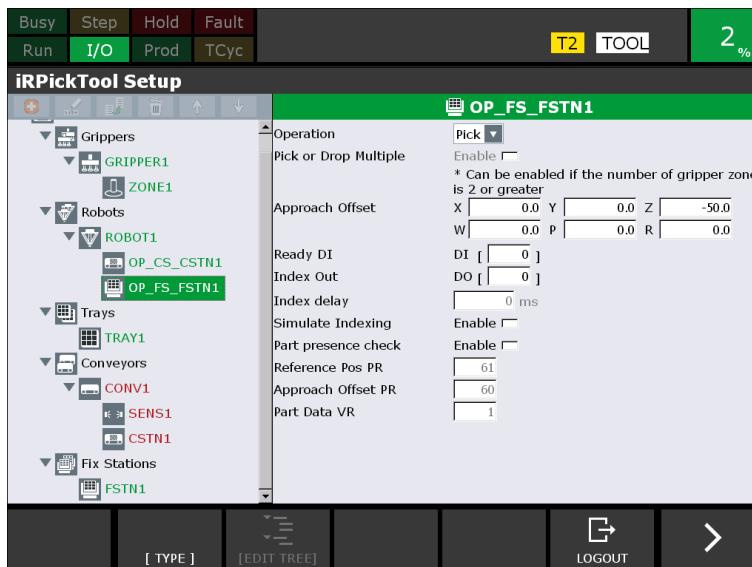 Busy Step Hold Fault
Run I/O Prod TCyc
T2 TOOL 2 %
iRPickTool Setup
OP_FS_FSTN1
Grippers
GRIPPER1
ZONE1
Robots
ROBOT1
OP_CS_CSTN1
OP_FS_FSTN1
Trays
TRAY1
Conveyors
CONV1
SENS1
CSTN1
Fix Stations
FSTN1
Operation Pick
Pick or Drop Multiple Enable
* Can be enabled if the number of gripper zone
is 2 or greater
Approach Offset X 0.0 Y 0.0 Z -50.0
W 0.0 P 0.0 R 0.0
Ready DI DI [ 0 ]
Index Out DO [ 0 ]
Index delay 0 ms
Simulate Indexing Enable
Part presence check Enable
Reference Pos PR 61
Approach Offset PR 60
Part Data VR 1
[ TYPE ] [EDIT TREE] LOGOUT >